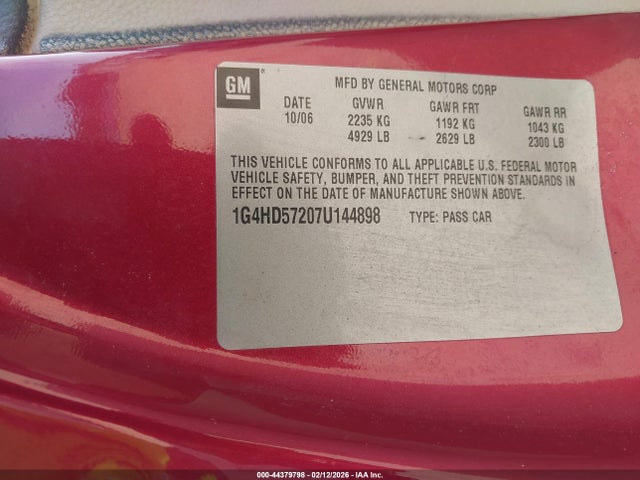 GM
MFD BY GENERAL MOTORS CORP
DATE GVWR GAWR FRT GAWR RR
10/06 2235 KG 1192 KG 1043 KG
4929 LB 2629 LB 2300 LB
THIS VEHICLE CONFORMS TO ALL APPLICABLE U.S. FEDERAL MOTOR
VEHICLE SAFETY, BUMPER, AND THEFT PREVENTION STANDARDS IN
EFFECT ON THE DATE OF MANUFACTURE SHOWN ABOVE.
1G4HD57207U144898 TYPE: PASS CAR
000-44379798 - 02/12/2026 - IAA Inc.